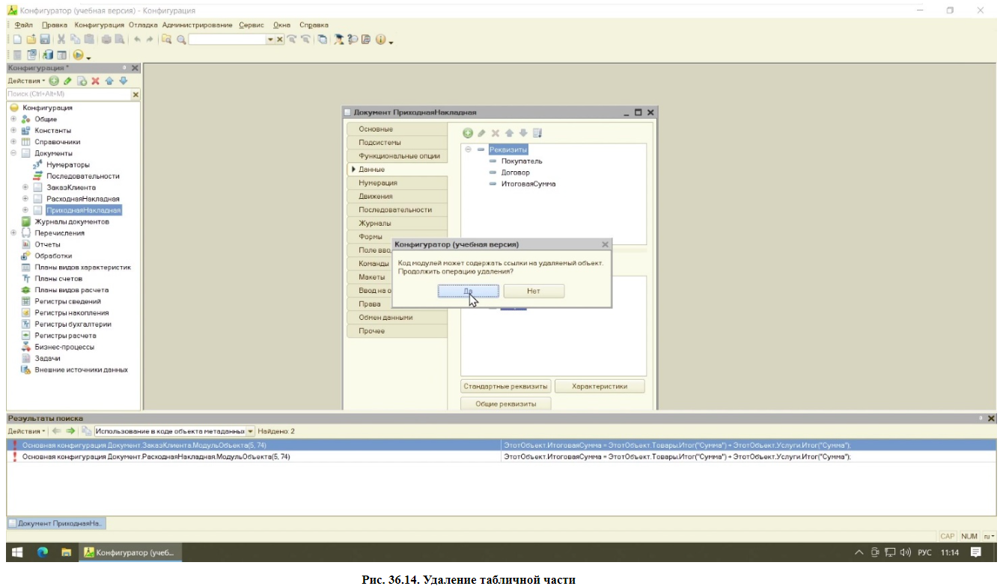 Конфигуратор (учебная версия) - Конфигурация
Файл Правка Конфигурация Отладка Администрирование Сервис Окна Справка
Конфигурация *
Действия
Поиск (Ctrl+Alt+M)
Конфигурация
Общие
Константы
Справочники
Документы
Нумераторы
Последовательности
ЗаказКлиента
РасходнаяНакладная
ПриходнаяНакладная
Журналы документов
Перечисления
Отчеты
Обработки
Планы видов характеристик
Планы счетов
Планы видов расчета
Регистры сведений
Регистры накопления
Регистры бухгалтерии
Регистры расчета
Бизнес-процессы
Задачи
Внешние источники данных
Документ ПриходнаяНакладная
Основные
Подсистемы
Функциональные опции
Данные
Нумерация
Движения
Последовательности
Журналы
Формы
Поле вво
Команды
Макеты
Ввод на о
Права
Обмен данными
Прочее
Реквизиты
Покупатель
Договор
ИтоговаяСумма
Конфигуратор (учебная версия)
Код модулей может содержать ссылки на удаляемый объект.
Продолжить операцию удаления?
Да Нет
Стандартные реквизиты Характеристики
Общие реквизиты
Результаты поиска
Действия Использование в коде объекта метаданных Найдено: 2
Основная конфигурация Документ.ЗаказКлиента.МодульОбъекта(5, 74) ЭтотОбъект.ИтоговаяСумма = ЭтотОбъект.Товары.Итог("Сумма") + ЭтотОбъект.Услуги.Итог("Сумма");
Основная конфигурация Документ.РасходнаяНакладная.МодульОбъекта(5, 74) ЭтотОбъект.ИтоговаяСумма = ЭтотОбъект.Товары.Итог("Сумма") + ЭтотОбъект.Услуги.Итог("Сумма");
Документ ПриходнаяНа...
CAP NUM ru
Конфигуратор (учеб... РУС 11:14
Рис. 36.14. Удаление табличной части